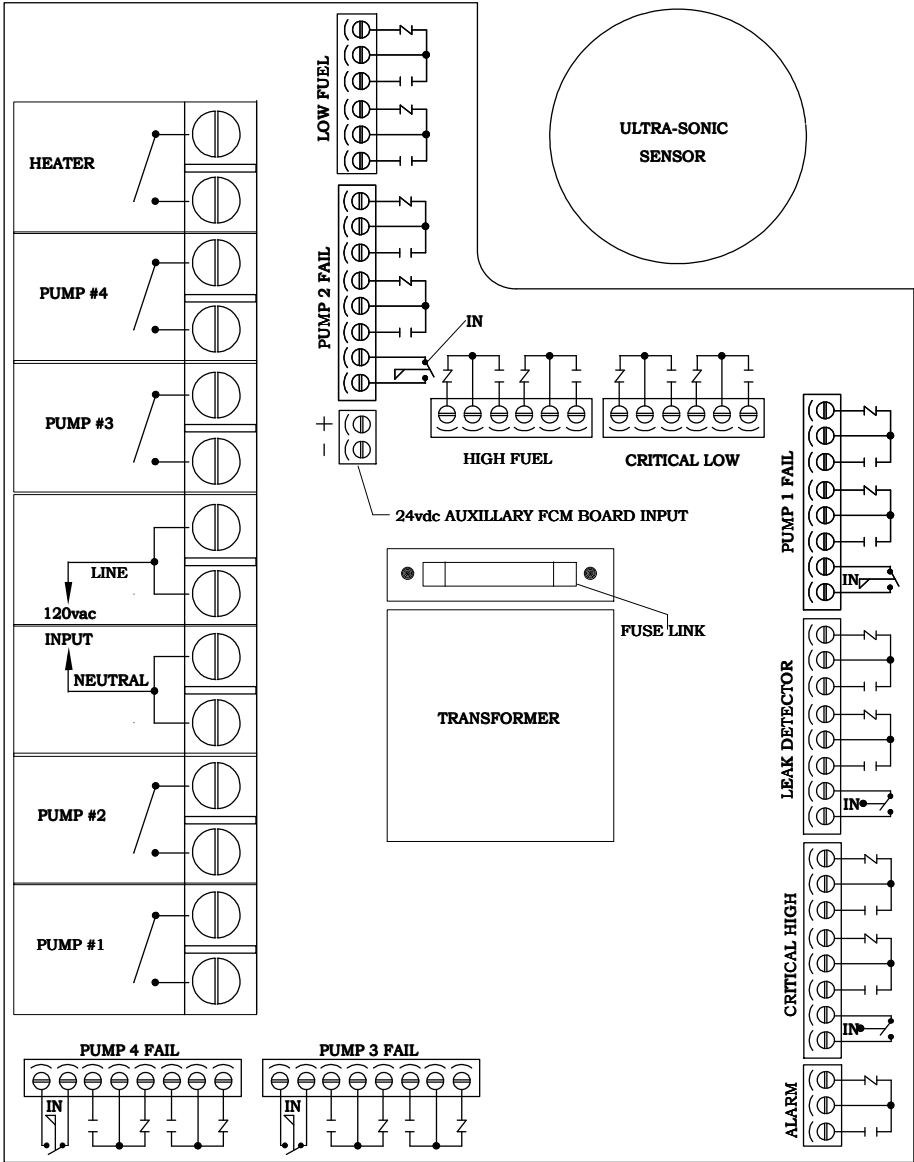 LOW FUEL
ULTRA-SONIC
SENSOR
HEATER
PUMP #4
PUMP 2 FAIL
IN
PUMP #3
+
−
HIGH FUEL
CRITICAL LOW
PUMP 1 FAIL
IN
24vdc AUXILLARY FCM BOARD INPUT
LINE
120vac
INPUT
NEUTRAL
FUSE LINK
TRANSFORMER
LEAK DETECTOR
IN
PUMP #2
PUMP #1
CRITICAL HIGH
IN
PUMP 4 FAIL
IN
PUMP 3 FAIL
IN
ALARM